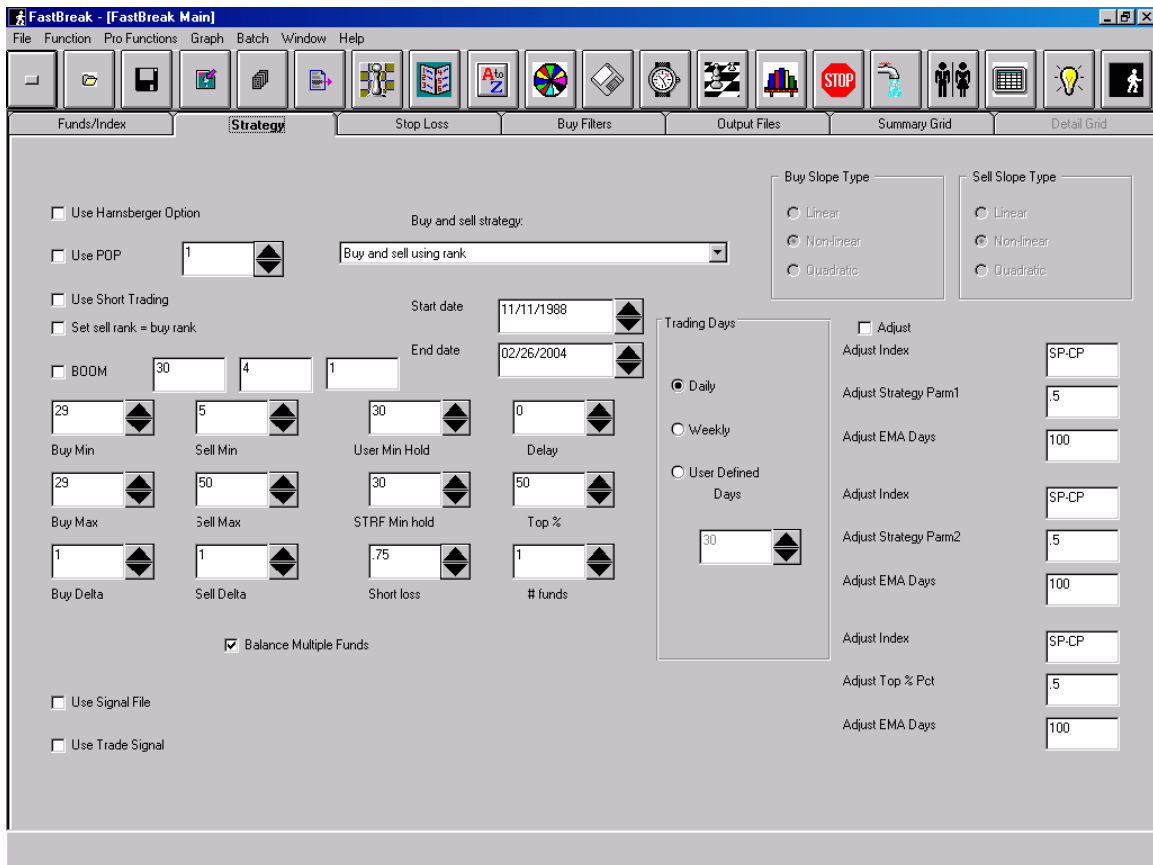 FastBreak - [FastBreak Main]
File Function Pro Functions Graph Batch Window Help
A to Z
STOP
Funds/Index Strategy Stop Loss Buy Filters Output Files Summary Grid Detail Grid
Buy Slope Type Sell Slope Type
Use Harnsberger Option
Buy and sell strategy:
Linear Linear
Use POP 1
Buy and sell using rank
Non-linear Non-linear
Quadratic Quadratic
Use Short Trading
Start date 11/11/1988
Set sell rank = buy rank
Trading Days
Adjust
End date 02/26/2004
Adjust Index SP-CP
BOOM 30 4 1
Daily
Adjust Strategy Parm1 .5
29 5 30 0
Buy Min Sell Min User Min Hold Delay
Weekly
Adjust EMA Days 100
User Defined
Days
29 50 30 50
Buy Max Sell Max STRF Min hold Top %
Adjust Index SP-CP
30
Adjust Strategy Parm2 .5
1 1 .75 1
Buy Delta Sell Delta Short loss # funds
Adjust EMA Days 100
Balance Multiple Funds
Adjust Index SP-CP
Adjust Top % Pct .5
Use Signal File
Adjust EMA Days 100
Use Trade Signal